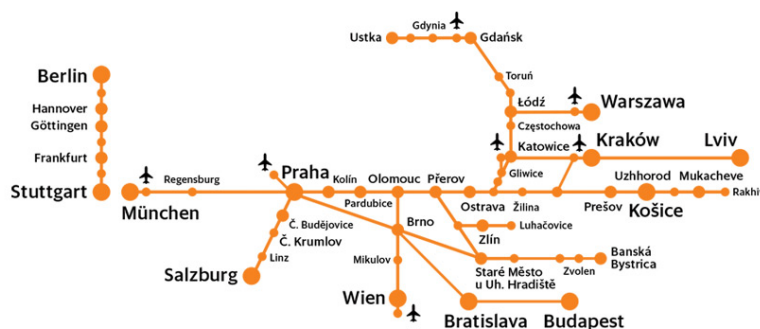 Gdynia
Ustka
Gdańsk
Berlin
Toruń
Hannover
Łódź
Warszawa
Göttingen
Częstochowa
Katowice
Kraków
Lviv
Frankfurt
Praha
Gliwice
Regensburg
Kolín
Olomouc
Přerov
Uzhhorod
Mukacheve
Stuttgart
Rakhiv
München
Pardubice
Ostrava
Žilina
Prešov
Košice
Č. Budějovice
Brno
Luhačovice
Č. Krumlov
Zlín
Linz
Mikulov
Banská
Bystrica
Salzburg
Staré Město
u Uh. Hradiště
Zvolen
Wien
Bratislava
Budapest